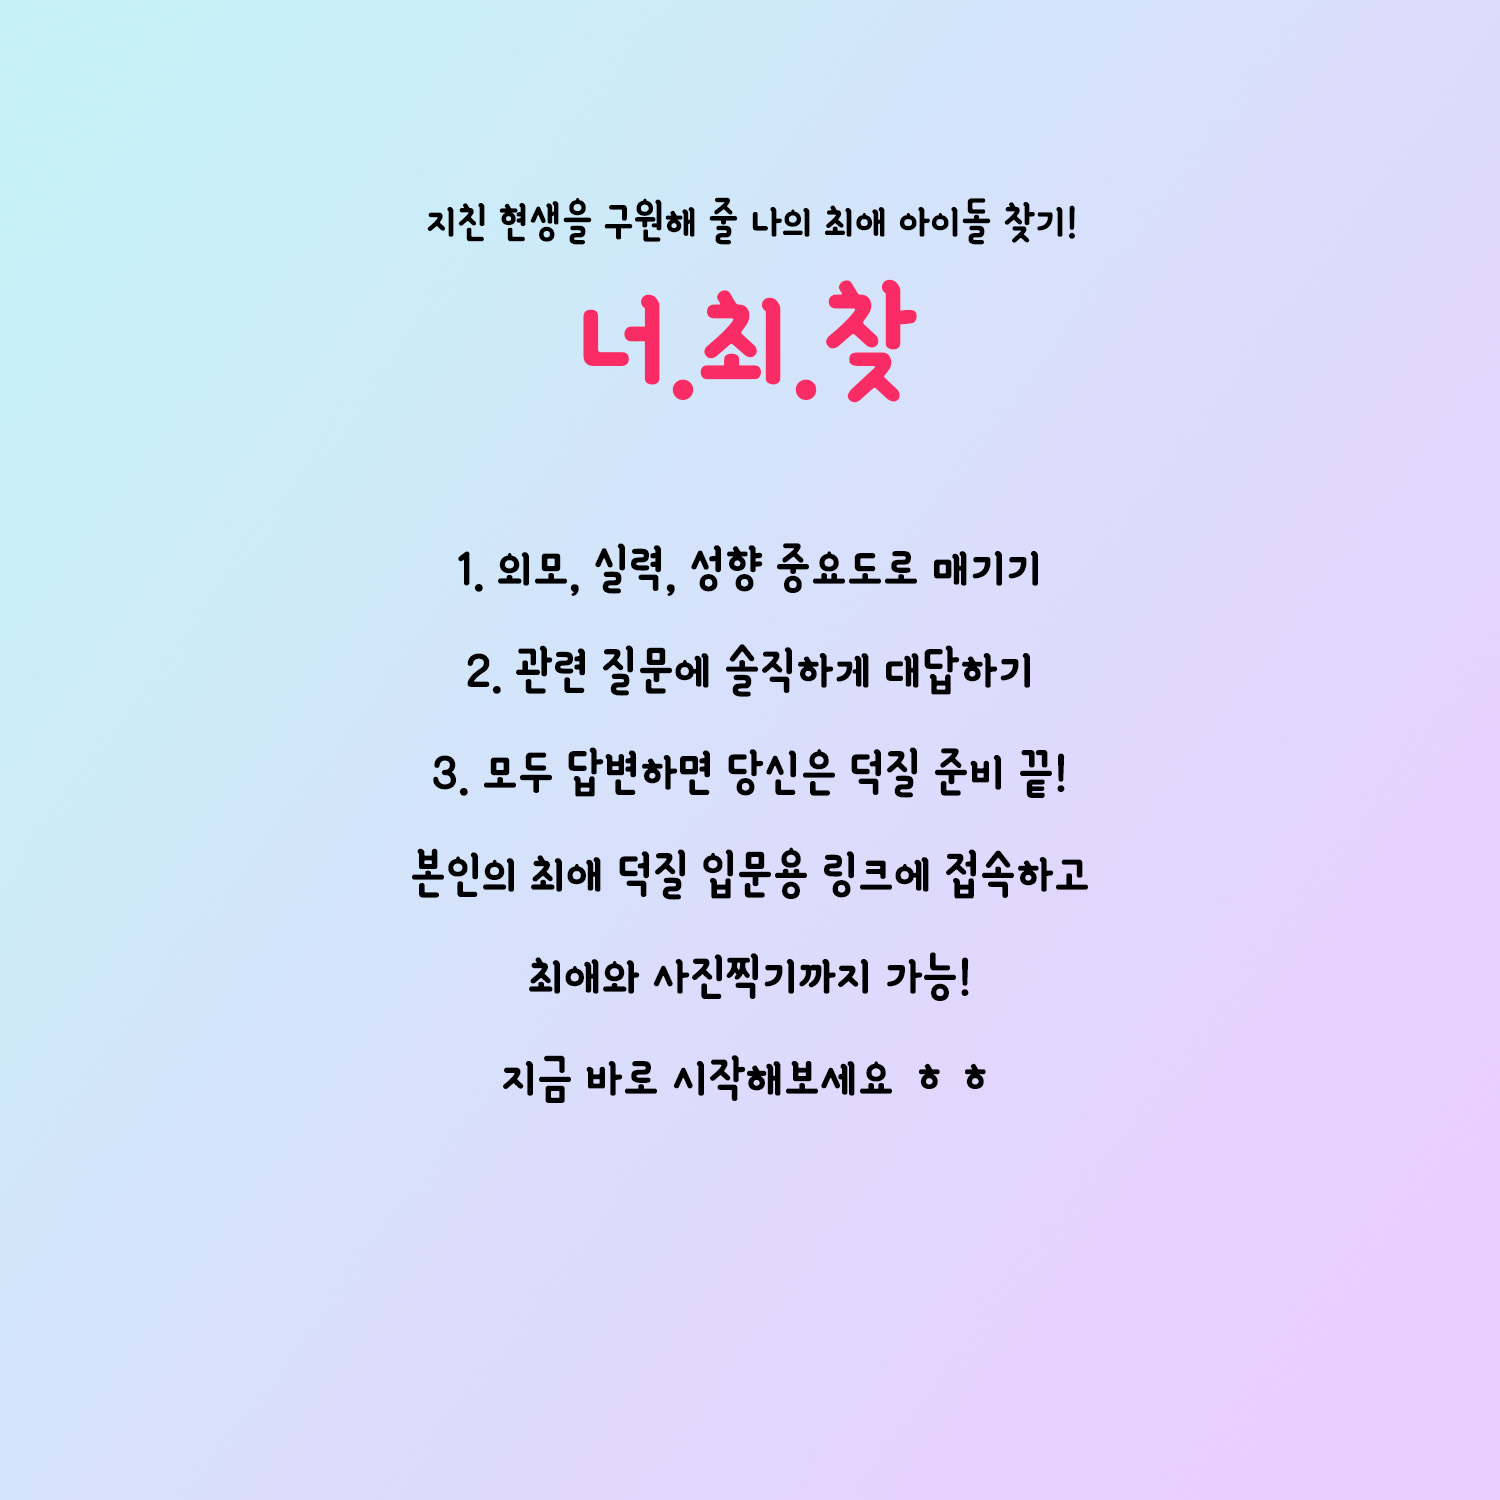 지친 현생을 구원해 줄 나의 최애 아이돌 찾기!
너.최.찾
1. 외모, 실력, 성향 중요도로 매기기
2. 관련 질문에 솔직하게 대답하기
3. 모두 답변하면 당신은 덕질 준비 끝!
본인의 최애 덕질 입문용 링크에 접속하고
최애와 사진찍기까지 가능!
지금 바로 시작해보세요 ㅎㅎ